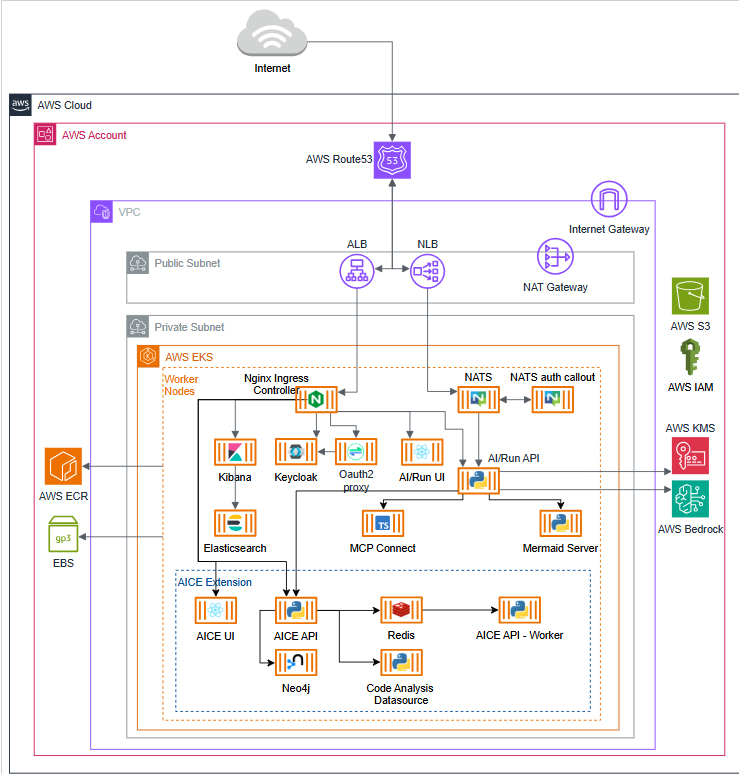 Internet
aws
AWS Cloud
AWS Account
AWS Route53
53
VPC
Internet Gateway
ALB
NLB
Public Subnet
NAT Gateway
AWS S3
Private Subnet
AWS EKS
AWS IAM
Worker
Nodes
Nginx Ingress
Controller
NATS
NATS auth callout
AWS KMS
AWS ECR
Kibana
Keycloak
Oauth2
proxy
AI/Run UI
AI/Run API
AWS Bedrock
gp3
EBS
Elasticsearch
TS
MCP Connect
Mermaid Server
AICE Extension
AICE UI
AICE API
Redis
AICE API - Worker
Neo4j
Code Analysis
Datasource